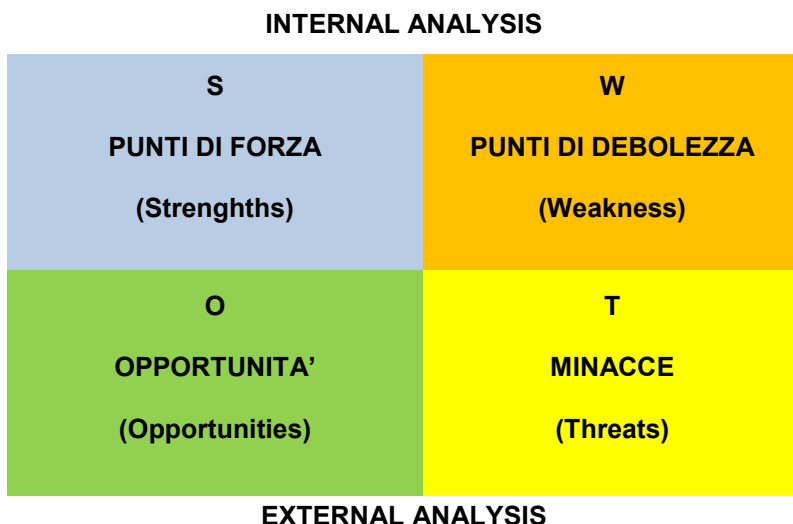 INTERNAL ANALYSIS
S
PUNTI DI FORZA
(Strenghths)
W
PUNTI DI DEBOLEZZA
(Weakness)
O
OPPORTUNITA’
(Opportunities)
T
MINACCE
(Threats)
EXTERNAL ANALYSIS